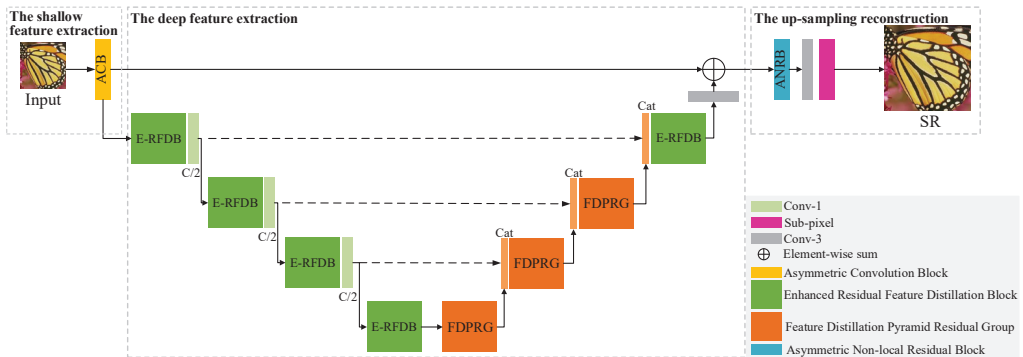 The shallow
feature extraction
The deep feature extraction
The up-sampling reconstruction
Input
ACB
ANRB
SR
Cat
E-RFDB
E-RFDB
C/2
Cat
E-RFDB
FDPRG
C/2
Cat
E-RFDB
FDPRG
C/2
E-RFDB
FDPRG
Conv-1
Sub-pixel
Conv-3
Element-wise sum
Asymmetric Convolution Block
Enhanced Residual Feature Distillation Block
Feature Distillation Pyramid Residual Group
Asymmetric Non-local Residual Block